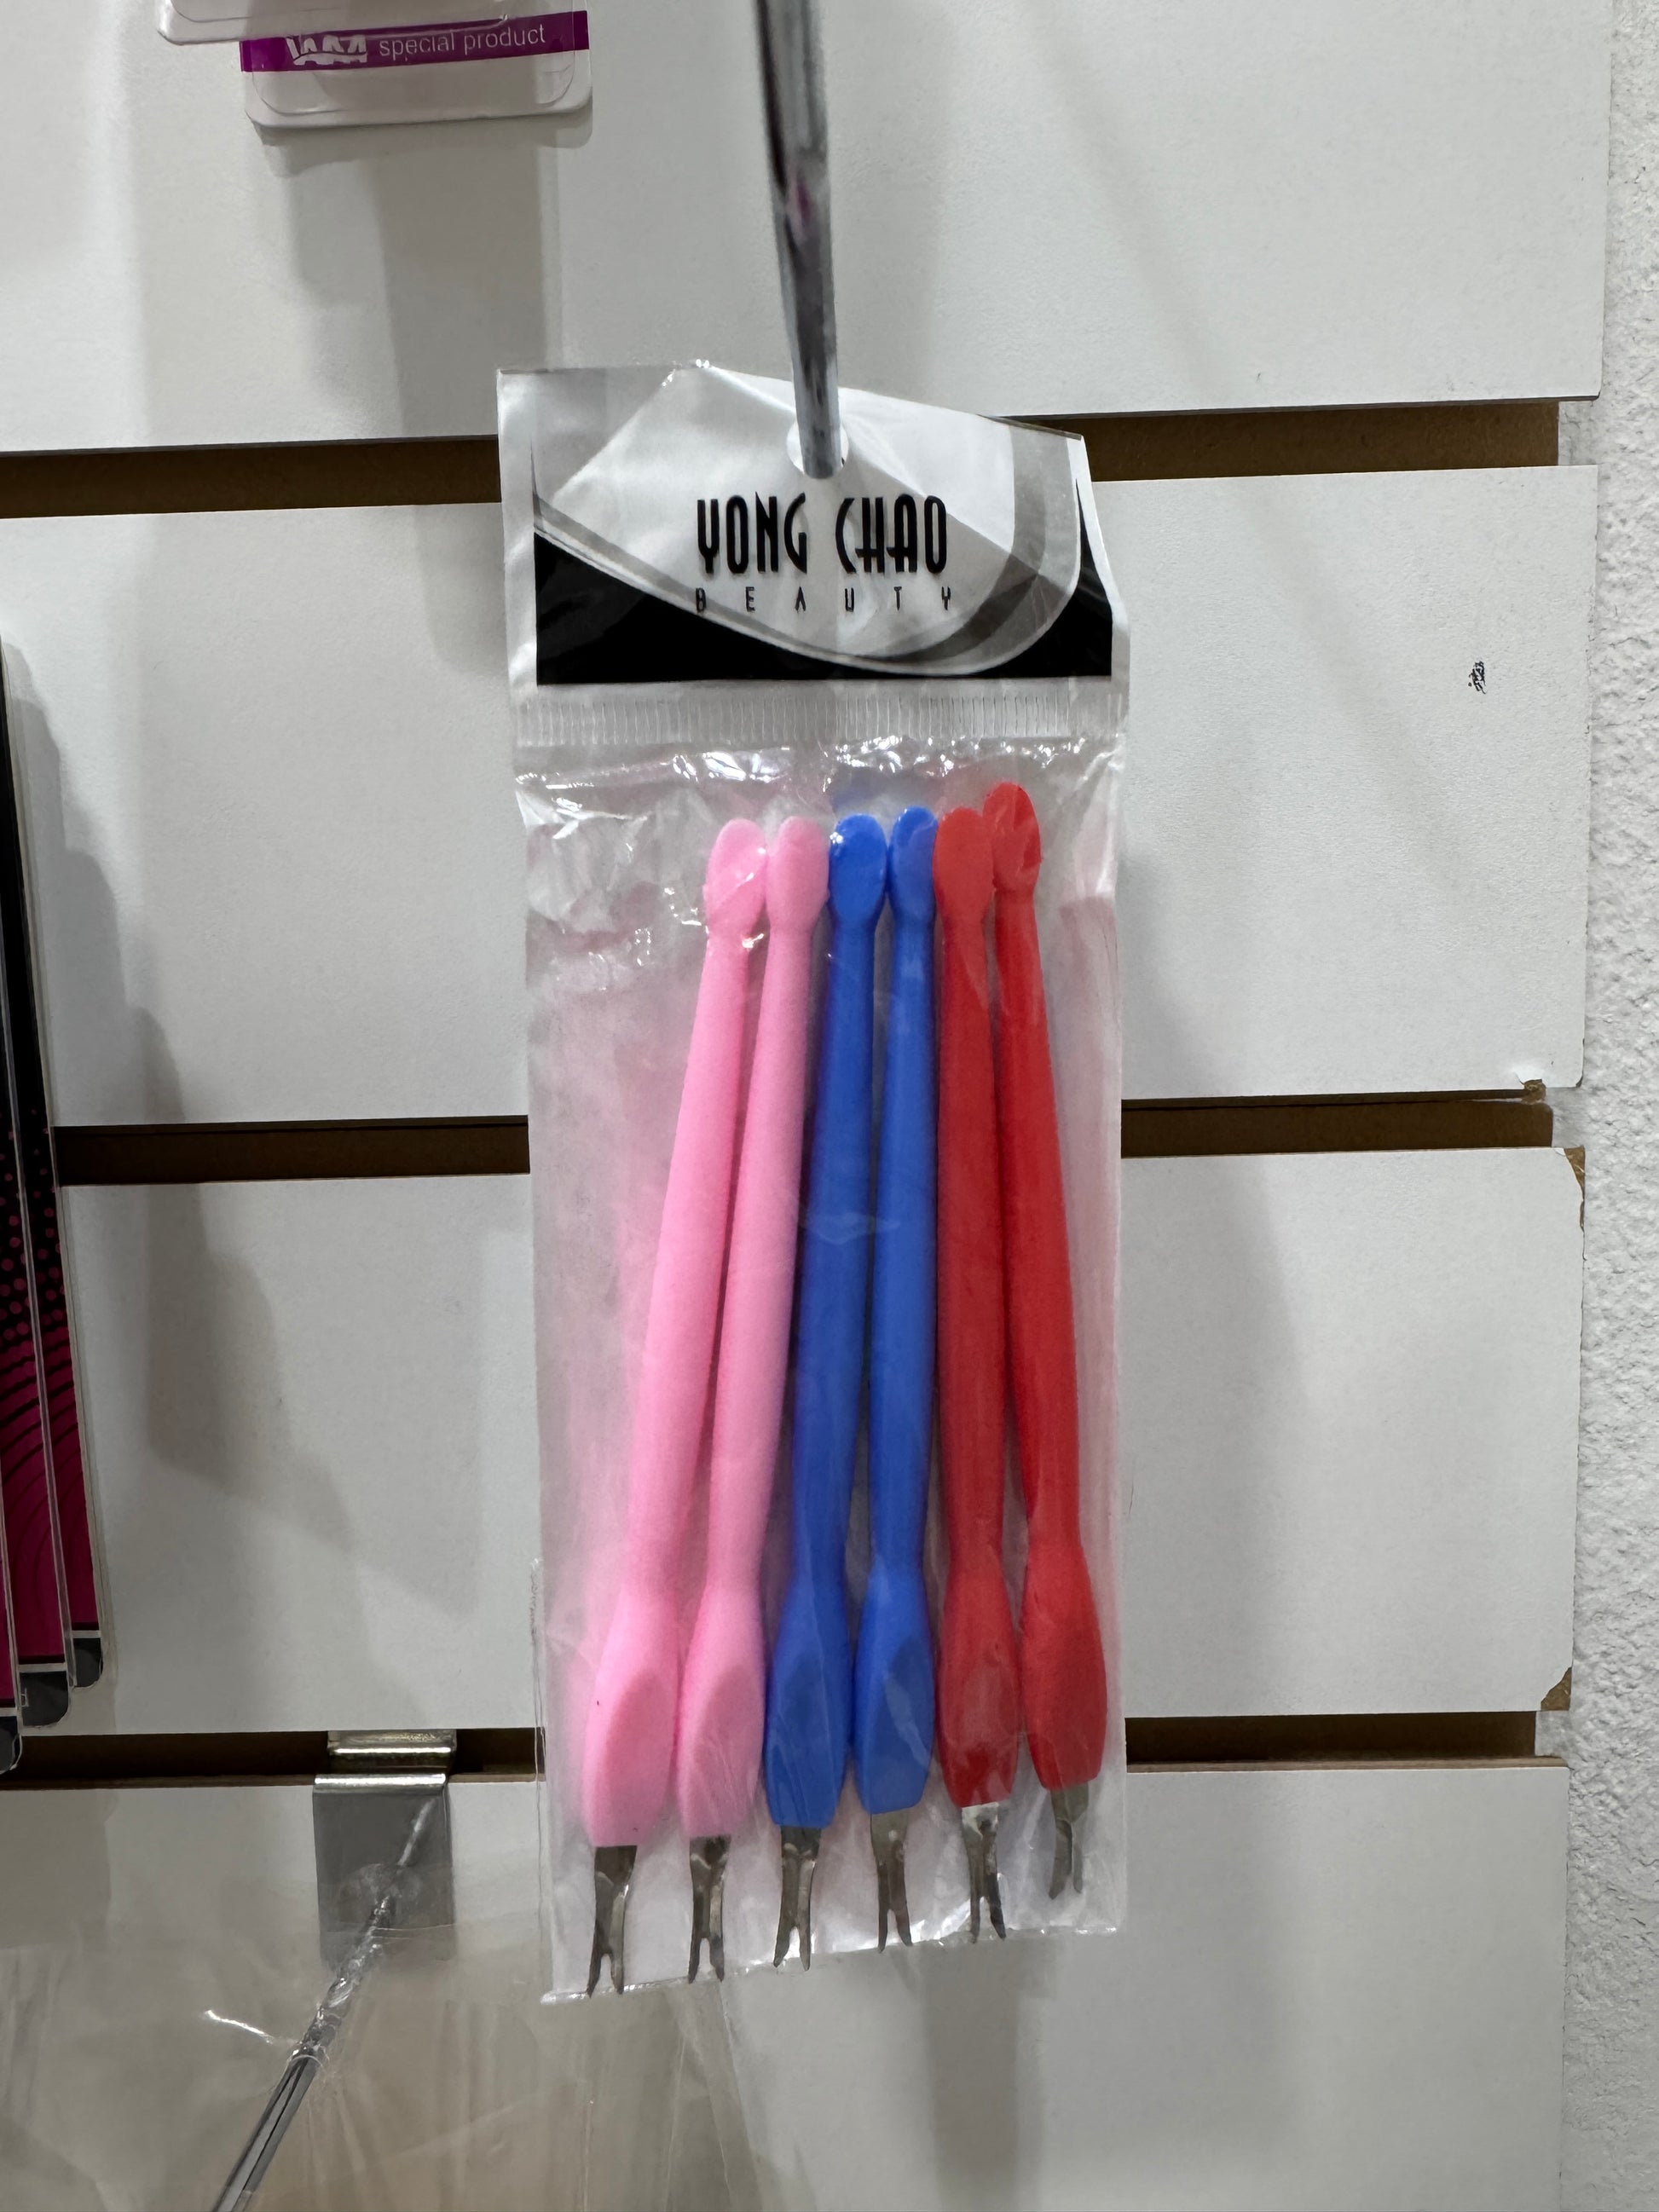 special product
YONG CHAO
BEAUTY